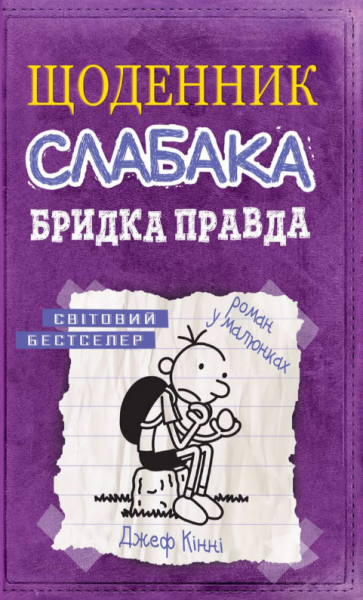 ЩОДЕННИК
СЛАБАКА
БРИДКА ПРАВДА
СВІТОВИЙ
БЕСТСЕЛЕР
роман
у малюнках
Джеф Кінні